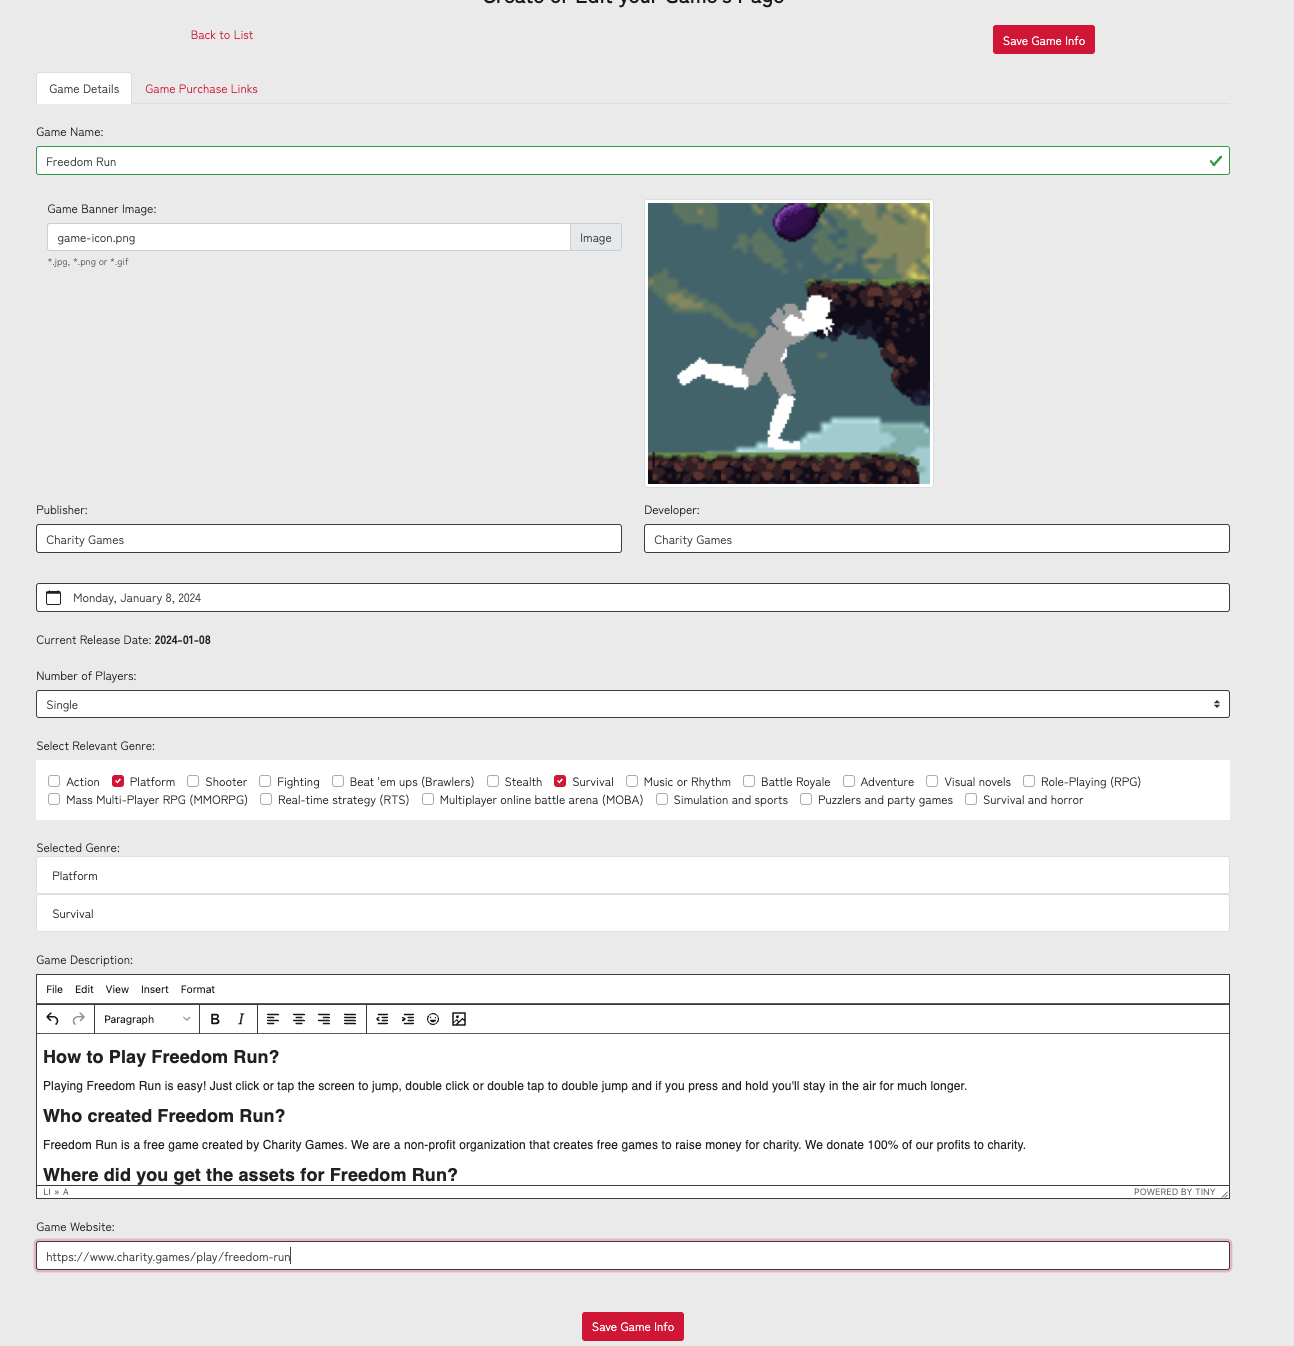 Create or Edit your Game's Page
Back to List
Save Game Info
Game Details
Game Purchase Links
Game Name:
Freedom Run
Game Banner Image:
game-icon.png
Image
*.jpg, *.png or *.gif
Publisher:
Developer:
Charity Games
Charity Games
Monday, January 8, 2024
Current Release Date: 2024-01-08
Number of Players:
Single
Select Relevant Genre:
Action Platform Shooter Fighting Beat 'em ups (Brawlers) Stealth Survival Music or Rhythm Battle Royale Adventure Visual novels Role-Playing (RPG)
Mass Multi-Player RPG (MMORPG) Real-time strategy (RTS) Multiplayer online battle arena (MOBA) Simulation and sports Puzzlers and party games Survival and horror
Selected Genre:
Platform
Survival
Game Description:
File Edit View Insert Format
Paragraph B I
How to Play Freedom Run?
Playing Freedom Run is easy! Just click or tap the screen to jump, double click or double tap to double jump and if you press and hold you'll stay in the air for much longer.
Who created Freedom Run?
Freedom Run is a free game created by Charity Games. We are a non-profit organization that creates free games to raise money for charity. We donate 100% of our profits to charity.
Where did you get the assets for Freedom Run?
LI » A
POWERED BY TINY
Game Website:
https://www.charity.games/play/freedom-run
Save Game Info